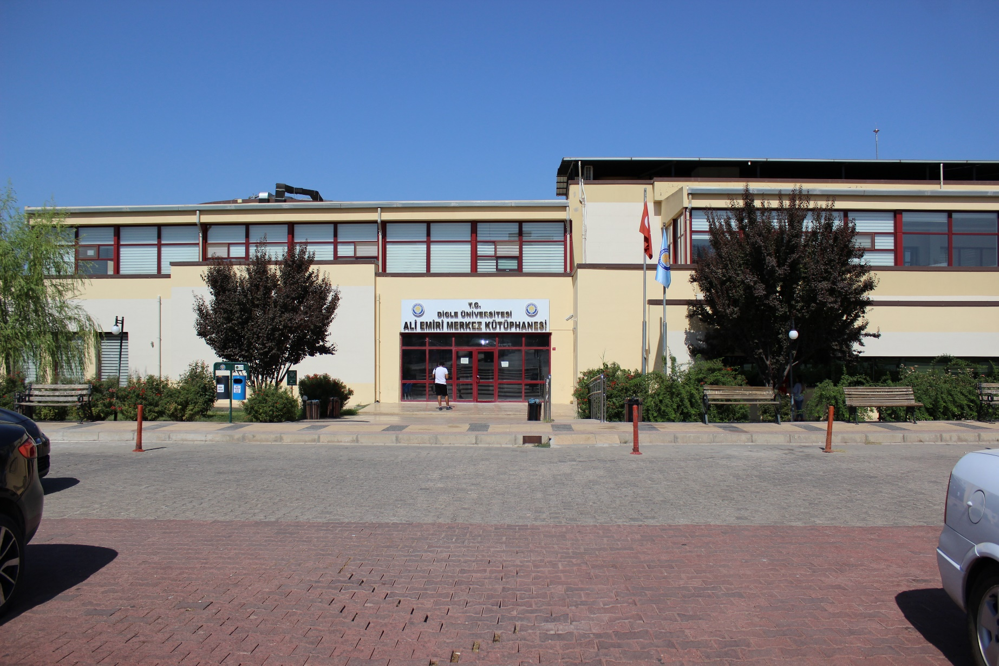 T.C.
DİCLE ÜNİVERSİTESİ
ALİ EMİRİ MERKEZ KÜTÜPHANESİ